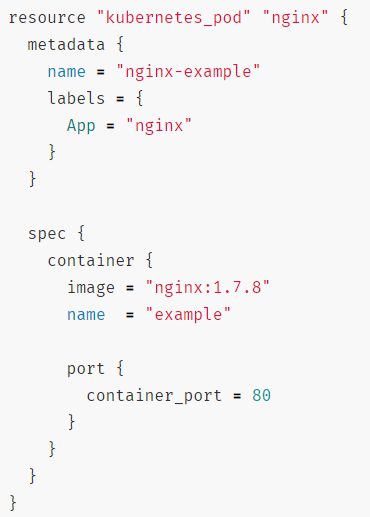 resource "kubernetes_pod" "nginx" {
  metadata {
    name = "nginx-example"
    labels = {
      App = "nginx"
    }
  }

  spec {
    container {
      image = "nginx:1.7.8"
      name  = "example"

      port {
        container_port = 80
      }
    }
  }
}